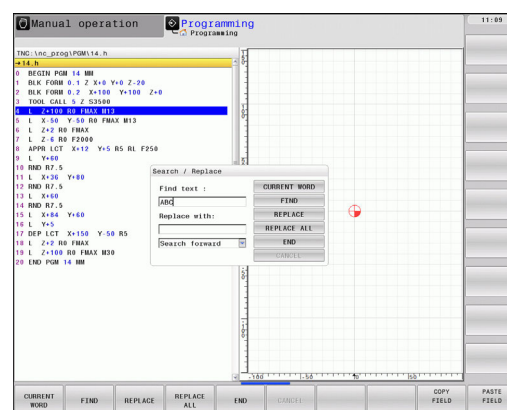 Manual operation
Programming
Programming
11:09
TNC:\nc_prog\PGM\14.h
→14.h
0 BEGIN PGM 14 MM
1 BLK FORM 0.1 Z X+0 Y+0 Z-20
2 BLK FORM 0.2 X+100 Y+100 Z+0
3 TOOL CALL 5 Z S3500
4 L Z+100 R0 FMAX M13
5 L X-50 Y-50 R0 FMAX M13
6 L Z+2 R0 FMAX
7 L Z-6 R0 F2000
8 APPR LCT X+12 Y+5 R5 RL F250
9 L Y+60
10 RND R7.5
11 L X+36 Y+80
12 RND R7.5
13 L X+60
14 RND R7.5
15 L X+84 Y+60
16 L Y+5
17 DEP LCT X+150 Y-50 R5
18 L Z+2 R0 FMAX
19 L Z+100 R0 FMAX M30
20 END PGM 14 MM
Search / Replace
Find text :
ABC
Replace with:
Search forward
CURRENT WORD
FIND
REPLACE
REPLACE ALL
END
CANCEL
-100 -50 0 50
CURRENT WORD
FIND
REPLACE
REPLACE ALL
END
CANCEL
COPY FIELD
PASTE FIELD